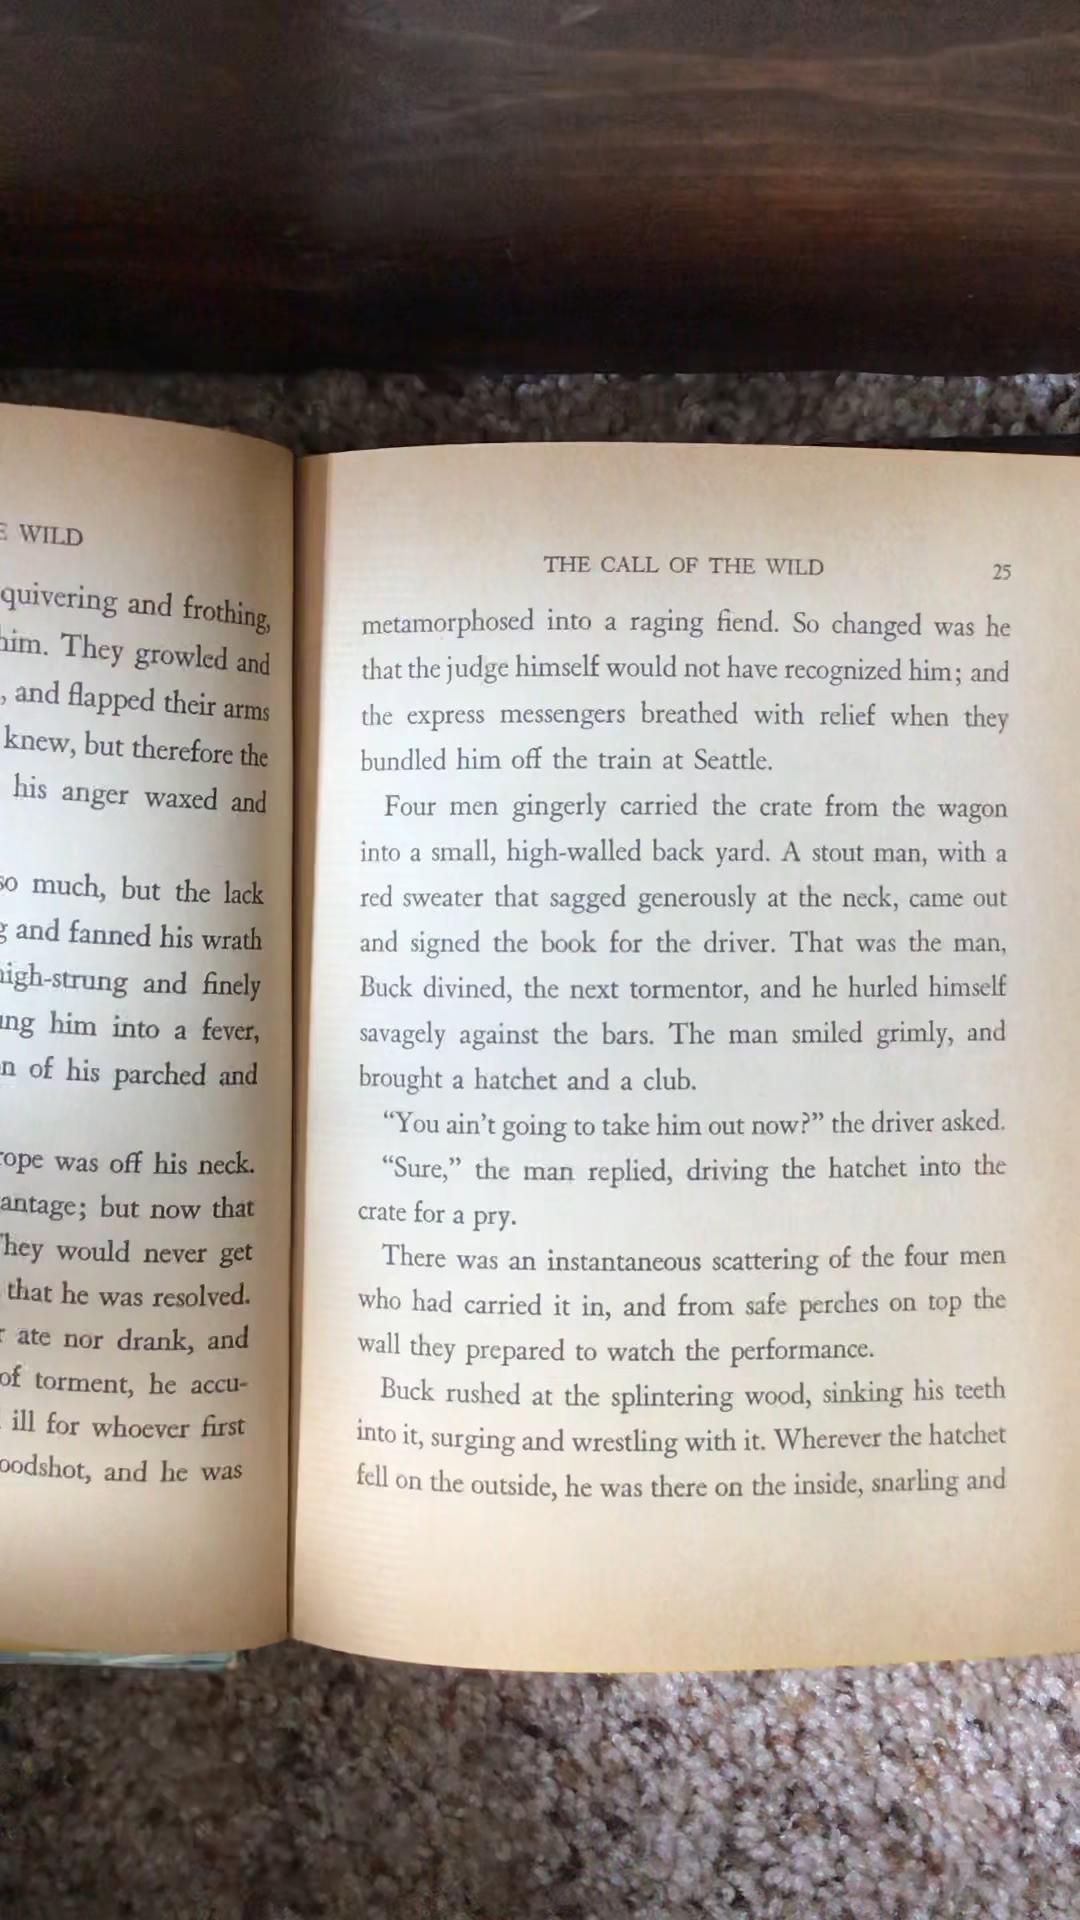 WILD
quivering and frothing,
him. They growled and
, and flapped their arms
knew, but therefore the
his anger waxed and
so much, but the lack
and fanned his wrath
high-strung and finely
him into a fever,
of his parched and
rope was off his neck.
antage; but now that
They would never get
that he was resolved.
ate nor drank, and
of torment, he accu-
ill for whoever first
oodshot, and he was
THE CALL OF THE WILD
25
metamorphosed into a raging fiend. So changed was he
that the judge himself would not have recognized him; and
the express messengers breathed with relief when they
bundled him off the train at Seattle.
Four men gingerly carried the crate from the wagon
into a small, high-walled back yard. A stout man, with a
red sweater that sagged generously at the neck, came out
and signed the book for the driver. That was the man,
Buck divined, the next tormentor, and he hurled himself
savagely against the bars. The man smiled grimly, and
brought a hatchet and a club.
“You ain’t going to take him out now?” the driver asked.
“Sure,” the man replied, driving the hatchet into the
crate for a pry.
There was an instantaneous scattering of the four men
who had carried it in, and from safe perches on top the
wall they prepared to watch the performance.
Buck rushed at the splintering wood, sinking his teeth
into it, surging and wrestling with it. Wherever the hatchet
fell on the outside, he was there on the inside, snarling and